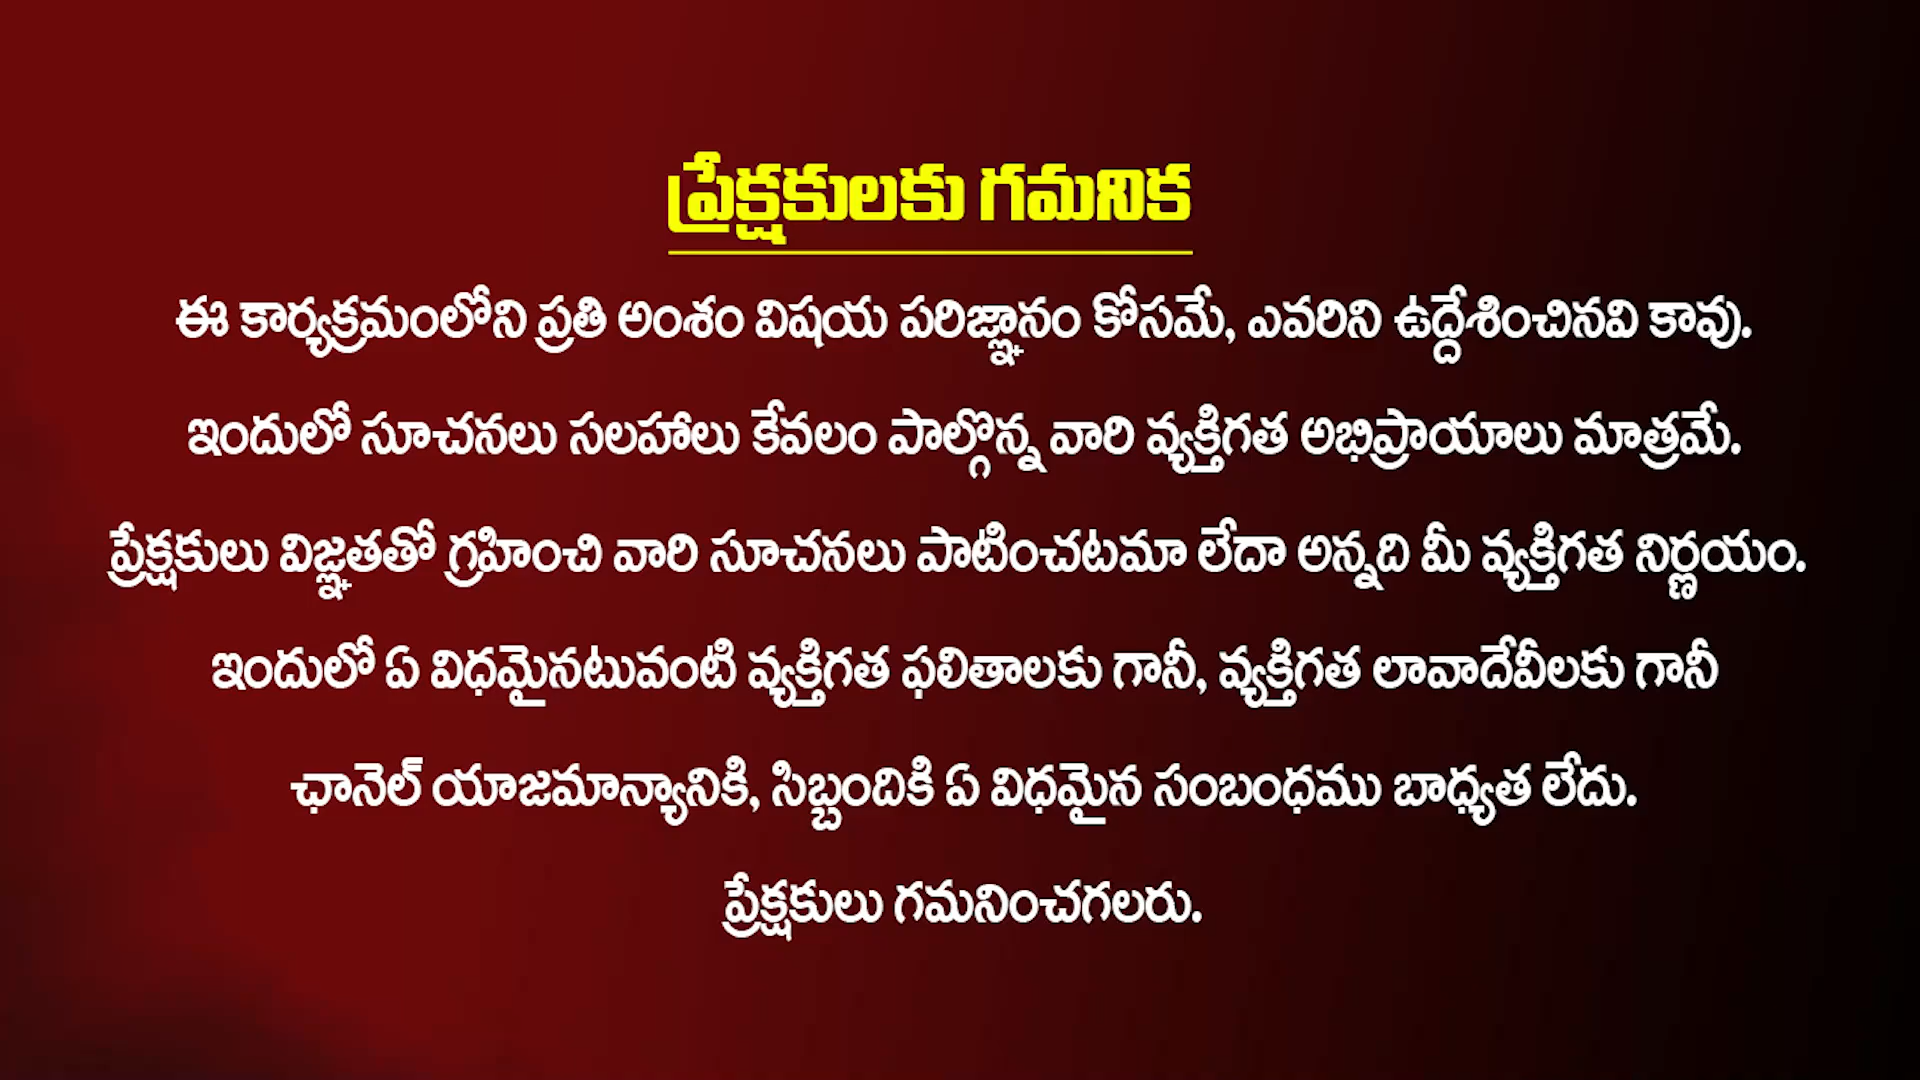 ప్రేక్షకులకు గమనిక
ఈ కార్యక్రమంలోని ప్రతి అంశం విషయ పరిజ్ఞానం కోసమే, ఎవరిని ఉద్దేశించినవి కావు.
ఇందులో సూచనలు సలహాలు కేవలం పాల్గొన్న వారి వ్యక్తిగత అభిప్రాయాలు మాత్రమే.
ప్రేక్షకులు విజ్ఞతతో గ్రహించి వారి సూచనలు పాటించటమా లేదా అన్నది మీ వ్యక్తిగత నిర్ణయం.
ఇందులో ఏ విధమైనటువంటి వ్యక్తిగత ఫలితాలకు గానీ, వ్యక్తిగత లావాదేవీలకు గానీ
ఛానెల్ యాజమాన్యానికి, సిబ్బందికి ఏ విధమైన సంబంధము బాధ్యత లేదు.
ప్రేక్షకులు గమనించగలరు.